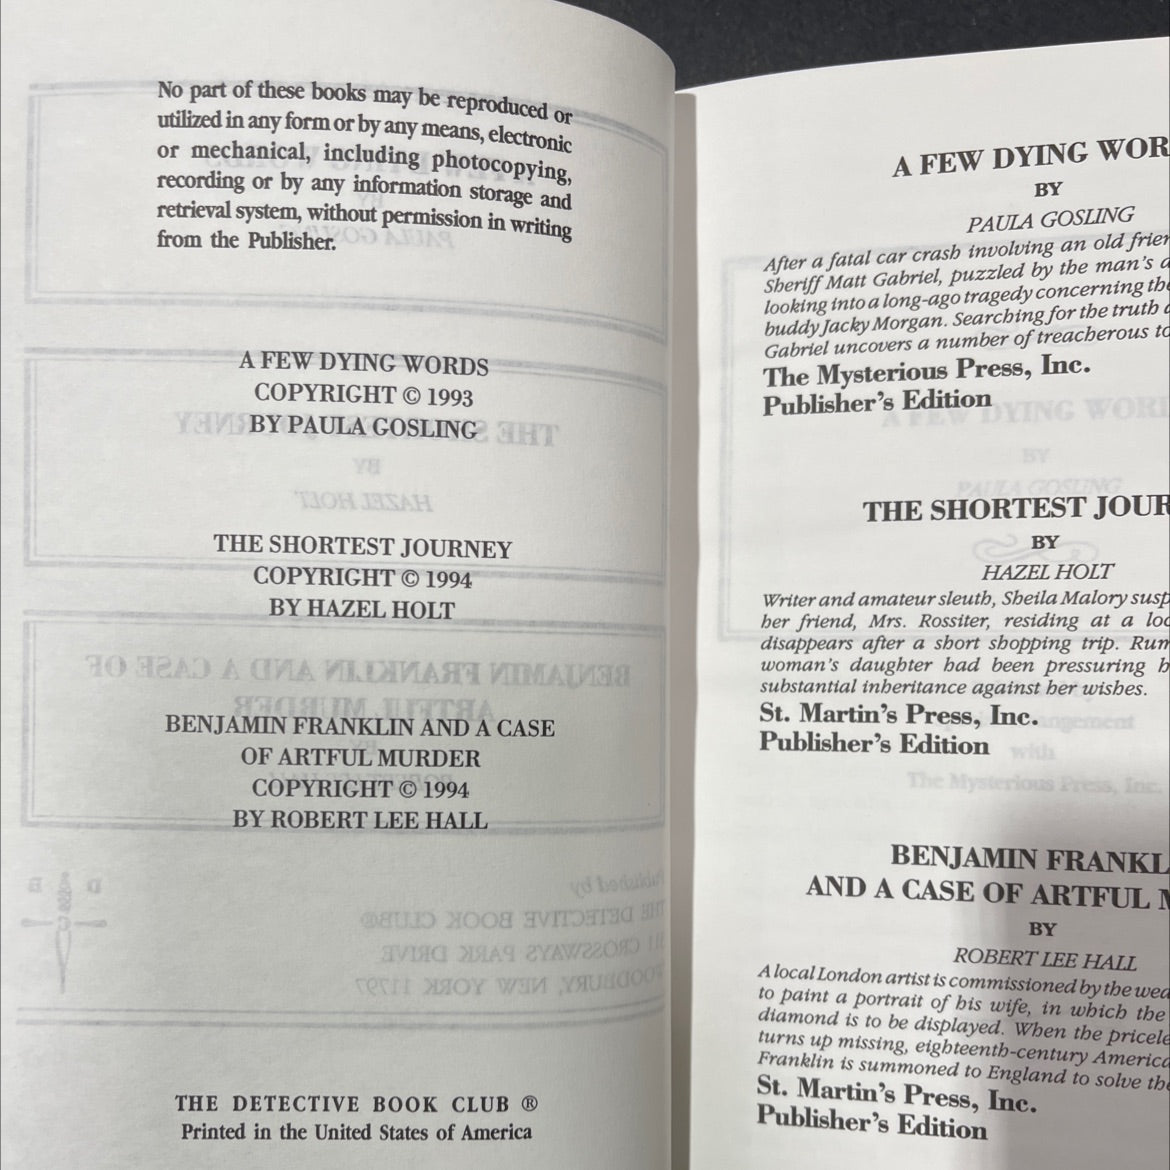 No part of these books may be reproduced or
utilized in any form or by any means, electronic
or mechanical, including photocopying,
recording or by any information storage and
retrieval system, without permission in writing
from the Publisher.
A FEW DYING WORDS
COPYRIGHT © 1993
BY PAULA GOSLING
THE SHORTEST JOURNEY
COPYRIGHT © 1994
BY HAZEL HOLT
BENJAMIN FRANKLIN AND A CASE
OF ARTFUL MURDER
COPYRIGHT © 1994
BY ROBERT LEE HALL
THE DETECTIVE BOOK CLUB ®
Printed in the United States of America
A FEW DYING WOR
BY
PAULA GOSLING
After a fatal car crash involving an old frien
Sheriff Matt Gabriel, puzzled by the man's d
looking into a long-ago tragedy concerning the
buddy Jacky Morgan. Searching for the truth
Gabriel uncovers a number of treacherous to
The Mysterious Press, Inc.
Publisher's Edition
THE SHORTEST JOUR
BY
HAZEL HOLT
Writer and amateur sleuth, Sheila Malory susp
her friend, Mrs. Rossiter, residing at a loc
disappears after a short shopping trip. Rum
woman's daughter had been pressuring h
substantial inheritance against her wishes.
St. Martin's Press, Inc.
Publisher's Edition
BENJAMIN FRANKL
AND A CASE OF ARTFUL M
BY
ROBERT LEE HALL
A local London artist is commissioned by the wea
to paint a portrait of his wife, in which the
diamond is to be displayed. When the pricele
turns up missing, eighteenth-century America
Franklin is summoned to England to solve the
St. Martin's Press, Inc.
Publisher's Edition